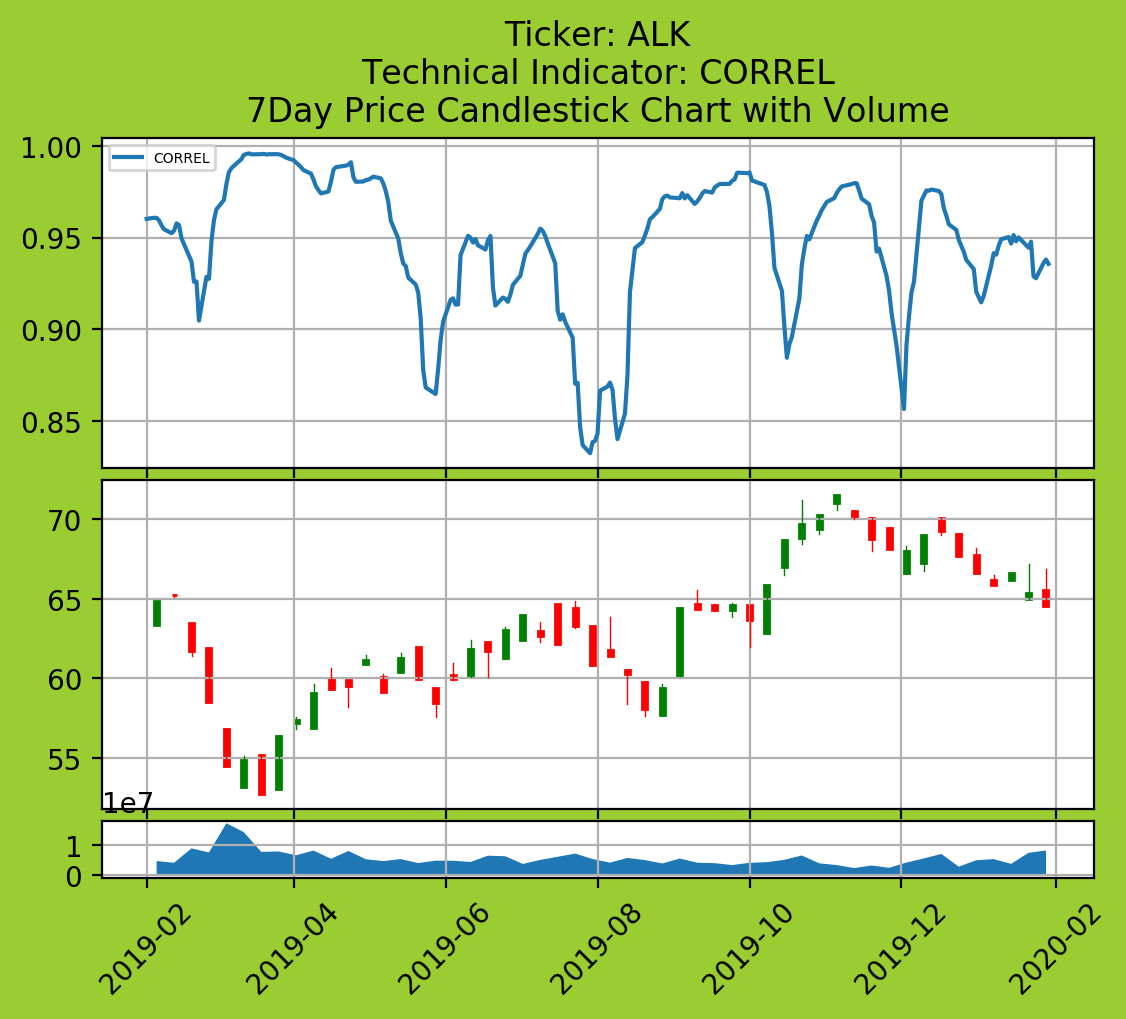 Ticker: ALK
Technical Indicator: CORREL
7Day Price Candlestick Chart with Volume
1.00
CORREL
0.95
0.90
0.85
70
65
60
55
1e7
1
0
2019-02 2019-04 2019-06 2019-08 2019-10 2019-12 2020-02